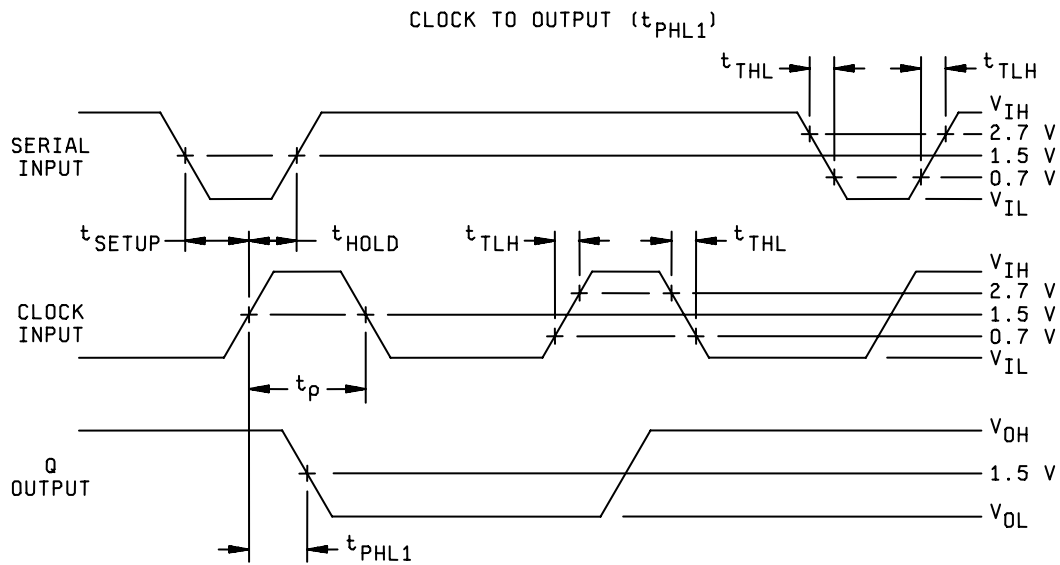 CLOCK TO OUTPUT (tPHL1)
tTHL
tTLH
SERIAL
INPUT
VIH
2.7 V
1.5 V
0.7 V
VIL
tSETUP
tHOLD
tTLH
tTHL
CLOCK
INPUT
VIH
2.7 V
1.5 V
0.7 V
VIL
tp
Q
OUTPUT
VOH
1.5 V
VOL
tPHL1